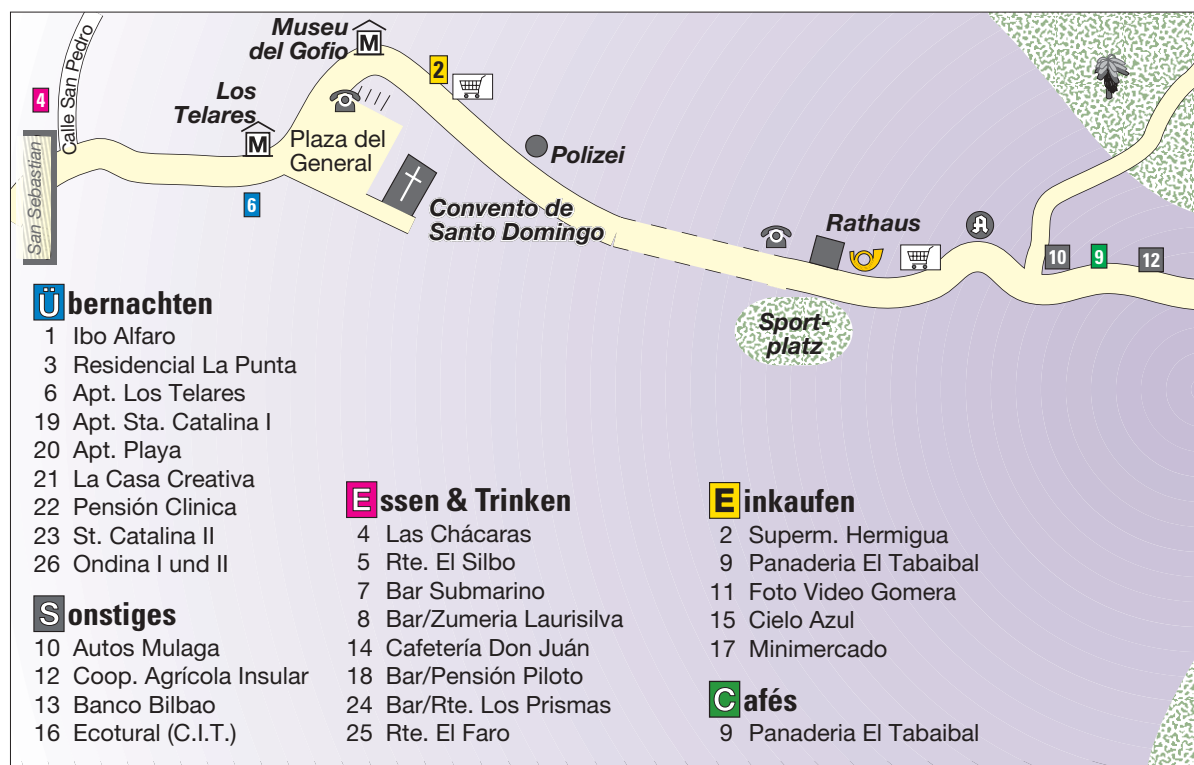 Museu
del Gofio
M
2
Calle San Pedro
4
Los
Telares
M
Plaza del
General
Polizei
San Sebastian
6
Convento de
Santo Domingo
Rathaus
A
10
9
12
Sport-
platz
Übernachten
1 Ibo Alfaro
3 Residencial La Punta
6 Apt. Los Telares
19 Apt. Sta. Catalina I
20 Apt. Playa
21 La Casa Creativa
22 Pensión Clinica
23 St. Catalina II
26 Ondina I und II
Sonstiges
10 Autos Mulaga
12 Coop. Agrícola Insular
13 Banco Bilbao
16 Ecotural (C.I.T.)
Essen & Trinken
4 Las Chácaras
5 Rte. El Silbo
7 Bar Submarino
8 Bar/Zumeria Laurisilva
14 Cafetería Don Juán
18 Bar/Pensión Piloto
24 Bar/Rte. Los Prismas
25 Rte. El Faro
Einkaufen
2 Superm. Hermigua
9 Panaderia El Tabaibal
11 Foto Video Gomera
15 Cielo Azul
17 Minimercado
Cafés
9 Panaderia El Tabaibal